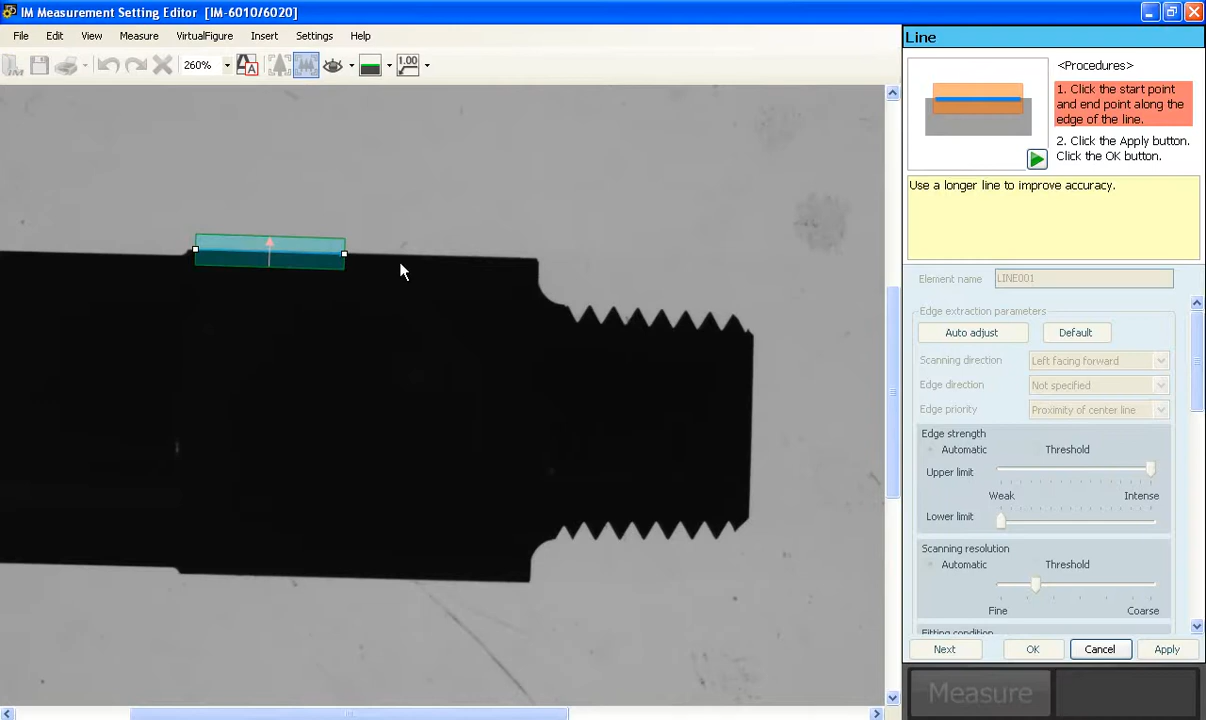 IM Measurement Setting Editor [IM-6010/6020]
File Edit View Measure VirtualFigure Insert Settings Help
260% 1.00
Line
<Procedures>
1. Click the start point
and end point along the
edge of the line.
2. Click the Apply button.
Click the OK button.
Use a longer line to improve accuracy.
Element name LINE001
Edge extraction parameters
Auto adjust Default
Scanning direction Left facing forward
Edge direction Not specified
Edge priority Proximity of center line
Edge strength
Automatic Threshold
Upper limit
Weak Intense
Lower limit
Scanning resolution
Automatic Threshold
Fine Coarse
Fitting condition
Next OK Cancel Apply
Measure